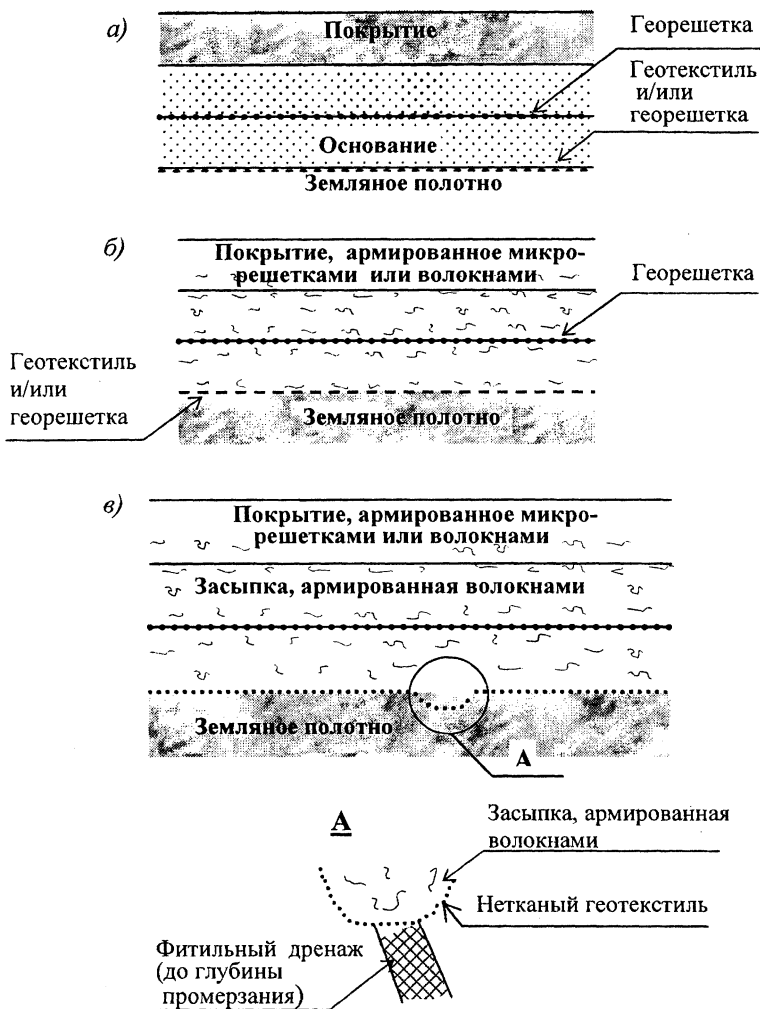 а)
Покрытие
Георешетка
Геотекстиль
и/или
георешетка
Основание
Земляное полотно
б)
Покрытие, армированное микро-
решетками или волокнами
Георешетка
Геотекстиль
и/или
георешетка
Земляное полотно
в)
Покрытие, армированное микро-
решетками или волокнами
Засыпка, армированная волокнами
Земляное полотно
А
А
Засыпка, армированная
волокнами
Нетканый геотекстиль
Фитильный дренаж
(до глубины
промерзания)